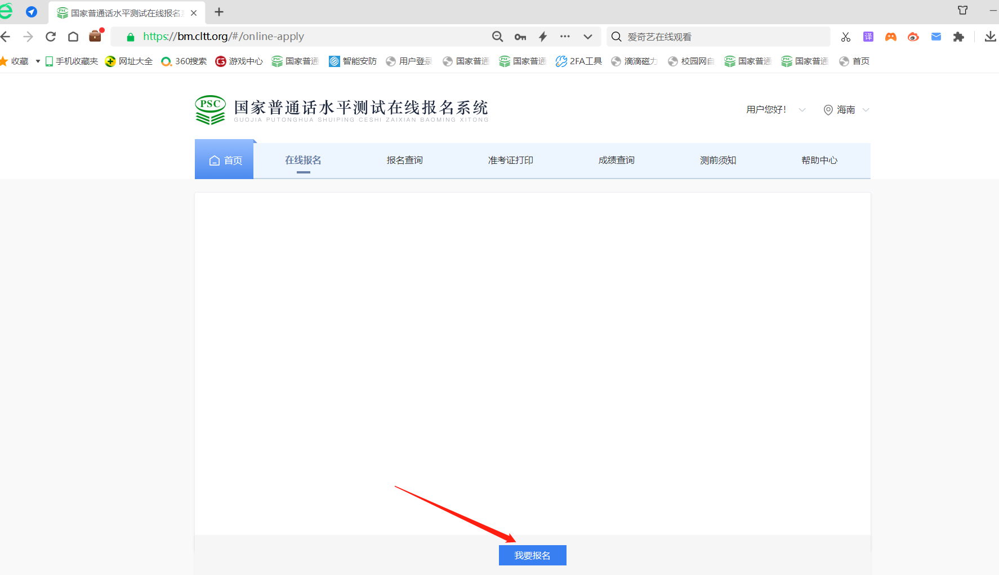 国家普通话水平测试在线报名
https://bm.cltt.org/#/online-apply
爱奇艺在线观看
译
收藏
手机收藏夹
网址大全
360搜索
游戏中心
国家普通
智能安防
用户登录
国家普通
国家普通
2FA工具
滴滴磁力
校园网自
国家普通
国家普通
首页
PSC
国家普通话水平测试在线报名系统
GUOJIA PUTONGHUA SHUIPING CESHI ZAIXIAN BAOMING XITONG
用户您好!
海南
首页
在线报名
报名查询
准考证打印
成绩查询
测前须知
帮助中心
我要报名